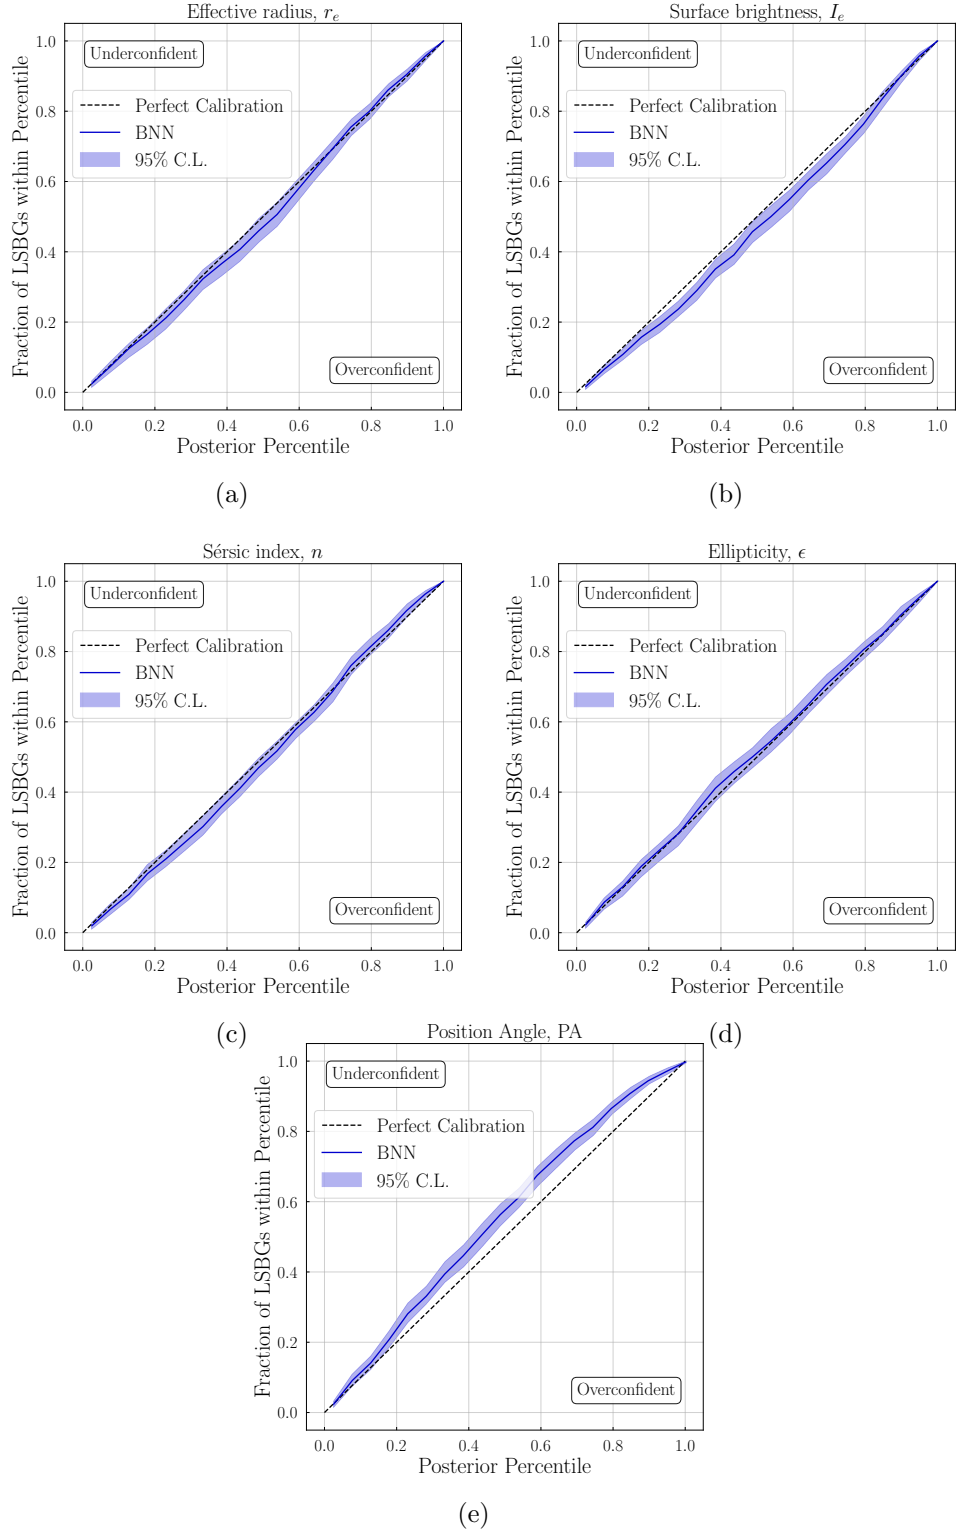 Effective radius, r_e
Underconfident
Perfect Calibration
BNN
95% C.L.
Overconfident
Fraction of LSBGs within Percentile
1.0
0.8
0.6
0.4
0.2
0.0
0.0 0.2 0.4 0.6 0.8 1.0
Posterior Percentile
(a)
Surface brightness, I_e
Underconfident
Perfect Calibration
BNN
95% C.L.
Overconfident
Fraction of LSBGs within Percentile
1.0
0.8
0.6
0.4
0.2
0.0
0.0 0.2 0.4 0.6 0.8 1.0
Posterior Percentile
(b)
Sérsic index, n
Underconfident
Perfect Calibration
BNN
95% C.L.
Overconfident
Fraction of LSBGs within Percentile
1.0
0.8
0.6
0.4
0.2
0.0
0.0 0.2 0.4 0.6 0.8 1.0
Posterior Percentile
(c)
Ellipticity, ϵ
Underconfident
Perfect Calibration
BNN
95% C.L.
Overconfident
Fraction of LSBGs within Percentile
1.0
0.8
0.6
0.4
0.2
0.0
0.0 0.2 0.4 0.6 0.8 1.0
Posterior Percentile
(d)
Position Angle, PA
Underconfident
Perfect Calibration
BNN
95% C.L.
Overconfident
Fraction of LSBGs within Percentile
1.0
0.8
0.6
0.4
0.2
0.0
0.0 0.2 0.4 0.6 0.8 1.0
Posterior Percentile
(e)